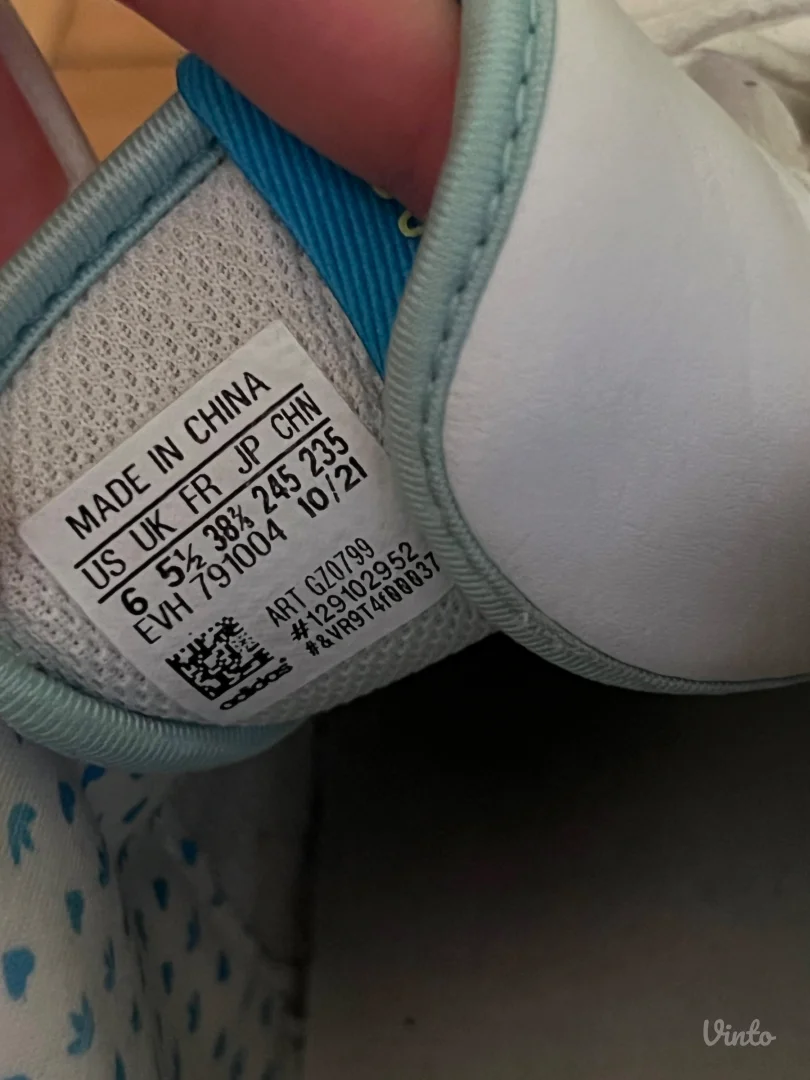 MADE IN CHINA
US UK FR JP CHN
6 5½ 38⅔ 245 235
EVH 791004 10/21
ART GZ0799
#129102952
#&VR9T4f00037
adidas
Vinto